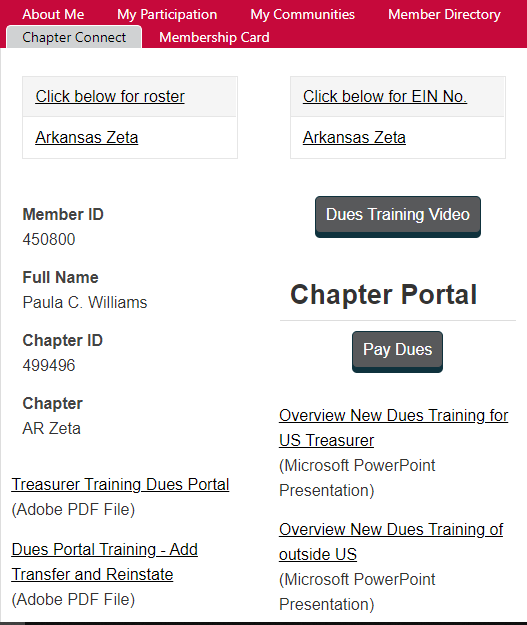 About Me My Participation My Communities Member Directory
Chapter Connect Membership Card
Click below for roster
Arkansas Zeta
Click below for EIN No.
Arkansas Zeta
Member ID
450800
Full Name
Paula C. Williams
Chapter ID
499496
Chapter
AR Zeta
Treasurer Training Dues Portal
(Adobe PDF File)
Dues Portal Training - Add
Transfer and Reinstate
(Adobe PDF File)
Dues Training Video
Chapter Portal
Pay Dues
Overview New Dues Training for
US Treasurer
(Microsoft PowerPoint
Presentation)
Overview New Dues Training of
outside US
(Microsoft PowerPoint
Presentation)